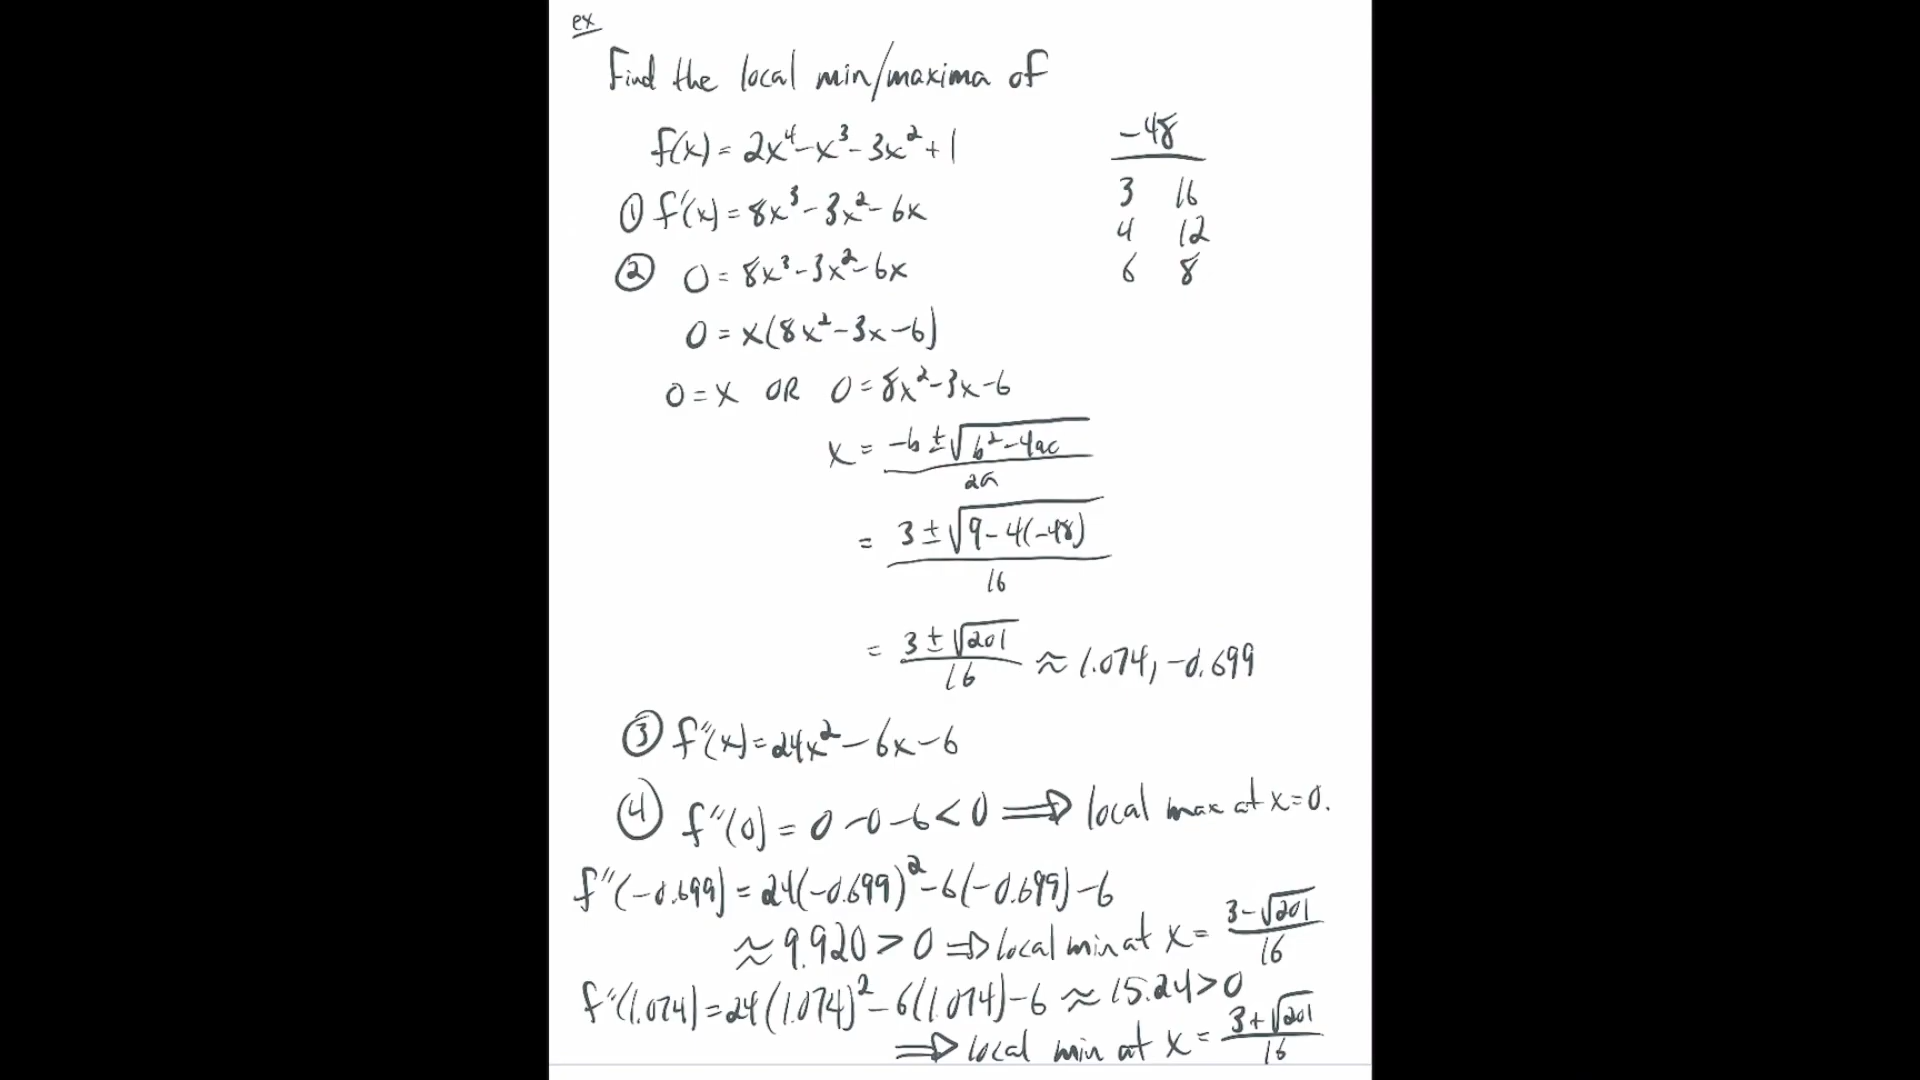 ex
Find the local min/maxima of
f(x) = 2x⁴-x³-3x²+1
-48
3 16
4 12
6 8
① f'(x) = 8x³-3x²-6x
② 0 = 8x³-3x²-6x
0 = x(8x²-3x-6)
0 = x OR 0 = 8x²-3x-6
x = (-b ± √(b²-4ac))/2a
= (3 ± √(9-4(-48)))/16
= (3 ± √201)/16 ≈ 1.074, -0.699
③ f''(x) = 24x²-6x-6
④ f''(0) = 0-0-6 < 0 ⟹ local max at x=0.
f''(-0.699) = 24(-0.699)²-6(-0.699)-6
≈ 9.920 > 0 ⟹ local min at x = (3-√201)/16
f''(1.074) = 24(1.074)²-6(1.074)-6 ≈ 15.24 > 0
⟹ local min at x = (3+√201)/16